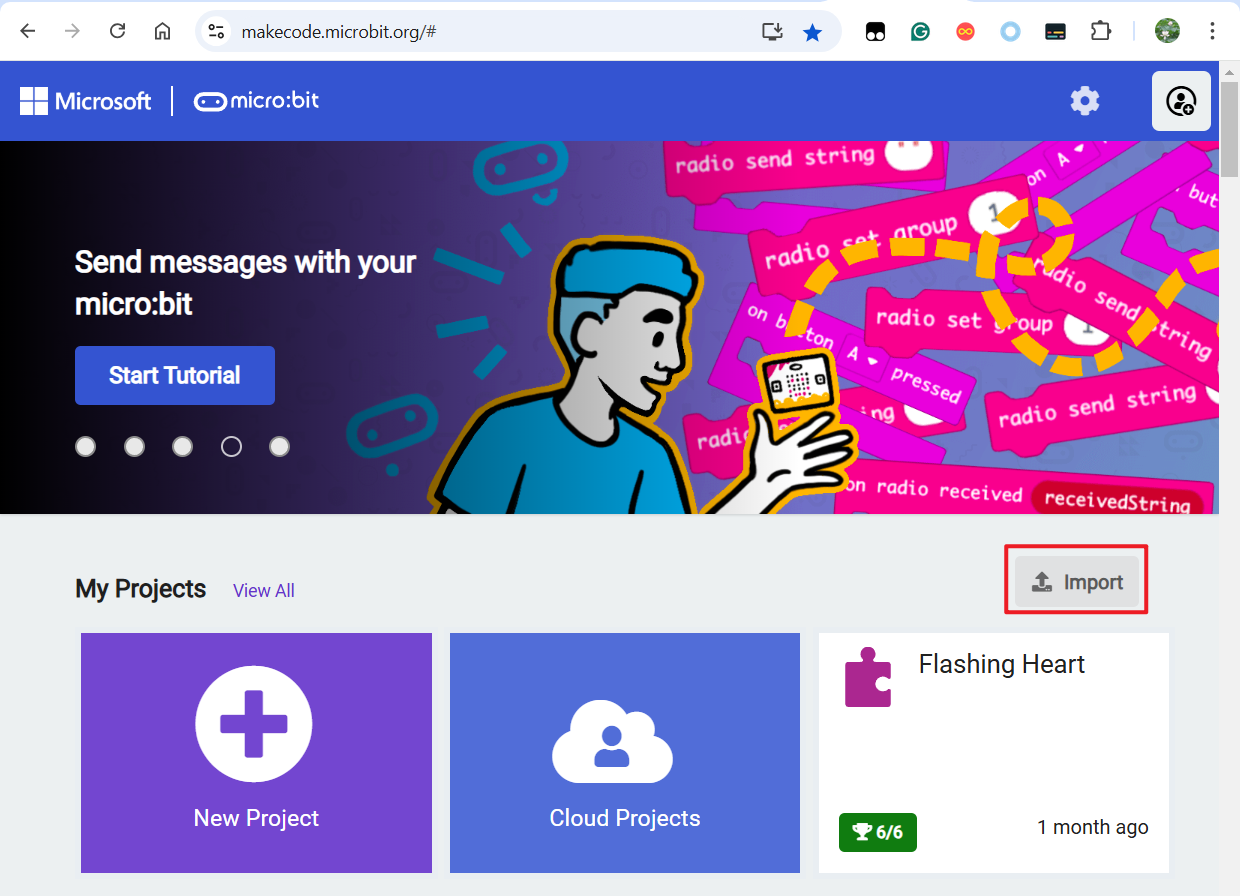 makecode.microbit.org/#
Microsoft
micro:bit
Send messages with your
micro:bit
Start Tutorial
radio send string
radio set group 1
on button A pressed
radio set group 1
radio send string
radio send string
on radio received receivedString
My Projects
View All
Import
New Project
Cloud Projects
Flashing Heart
6/6
1 month ago